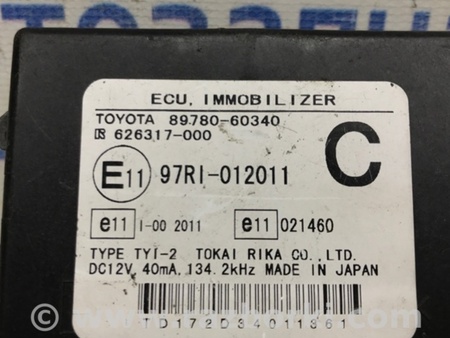 ECU, IMMOBILIZER
TOYOTA 89780-60340
626317-000
C
E11 97RI-012011
e11 I-00 2011 e11 021460
TYPE TYI-2 TOKAI RIKA CO., LTD.
DC12V, 40mA, 134.2kHz MADE IN JAPAN
TD172D34011361